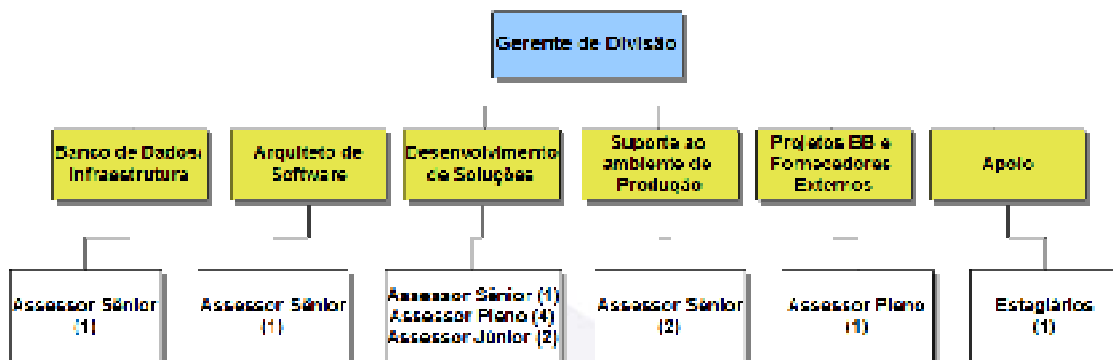 Gerente de Divisão
Banco de Dados/
Infraestrutura
Arquiteto de
Software
Desenvolvimento
de Soluções
Suporte ao
ambiente de
Produção
Projetos BB e
Fornecedores
Externos
Apoio
Assessor Sênior
(1)
Assessor Sênior
(1)
Assessor Sênior (1)
Assessor Pleno (4)
Assessor Júnior (2)
Assessor Sênior
(2)
Assessor Pleno
(1)
Estagiários
(1)